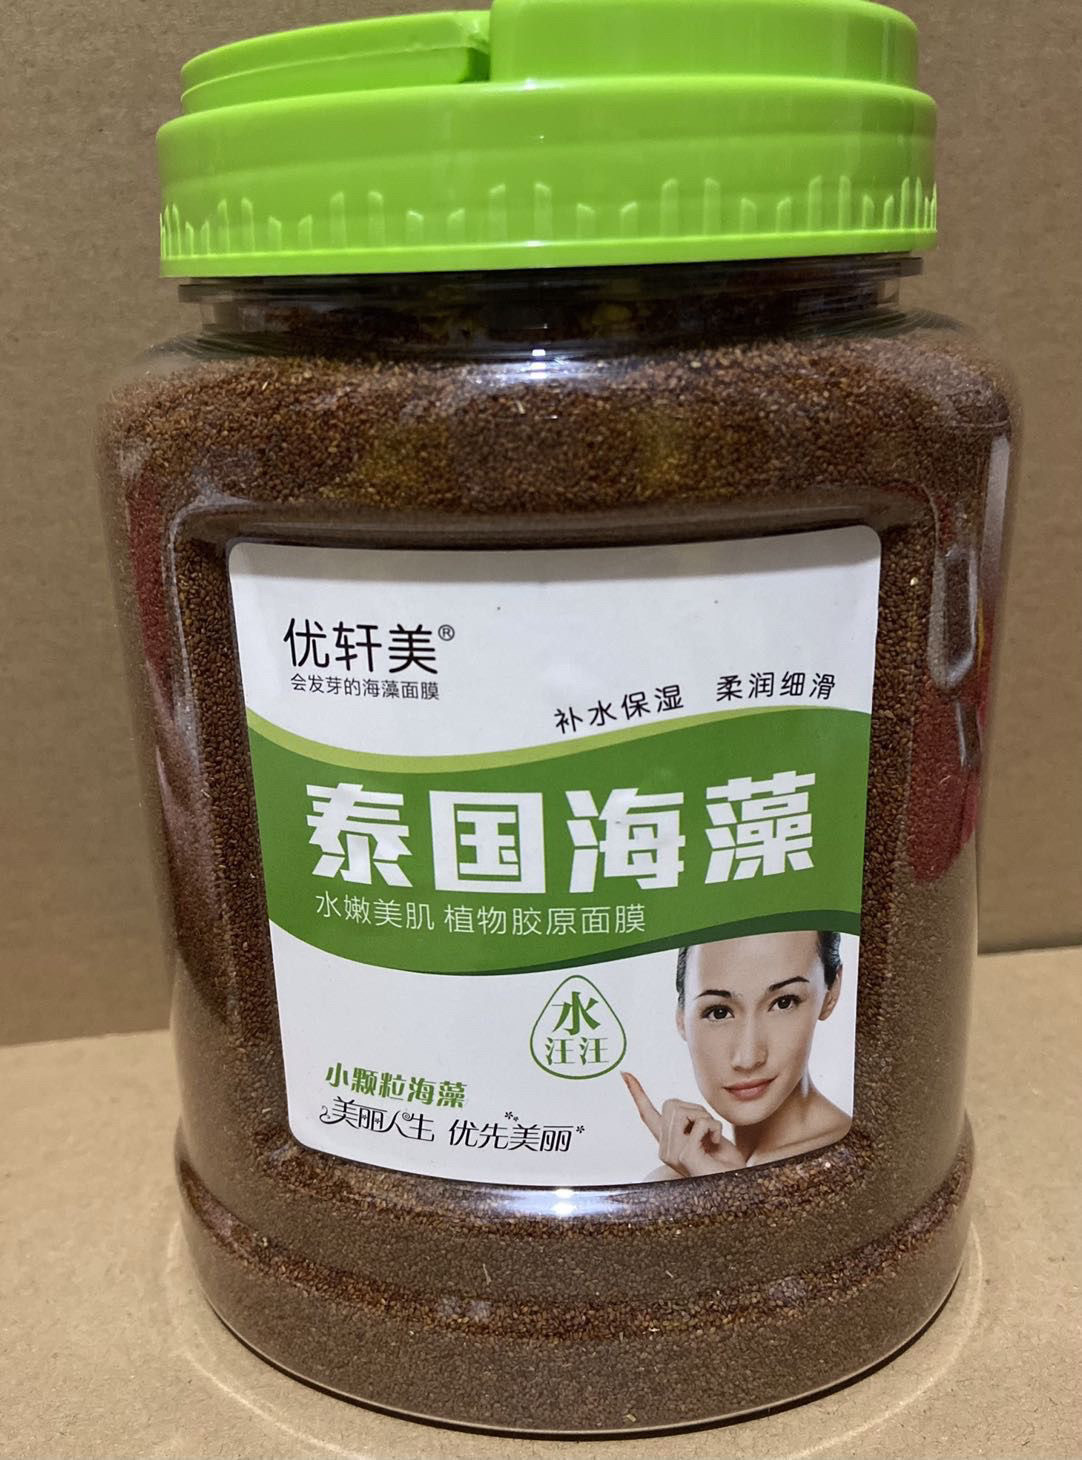 优轩美®
会发芽的海藻面膜
补水保湿 柔润细滑
泰国海藻
水嫩美肌 植物胶原面膜
水
汪汪
小颗粒海藻
美丽人生 优先美丽